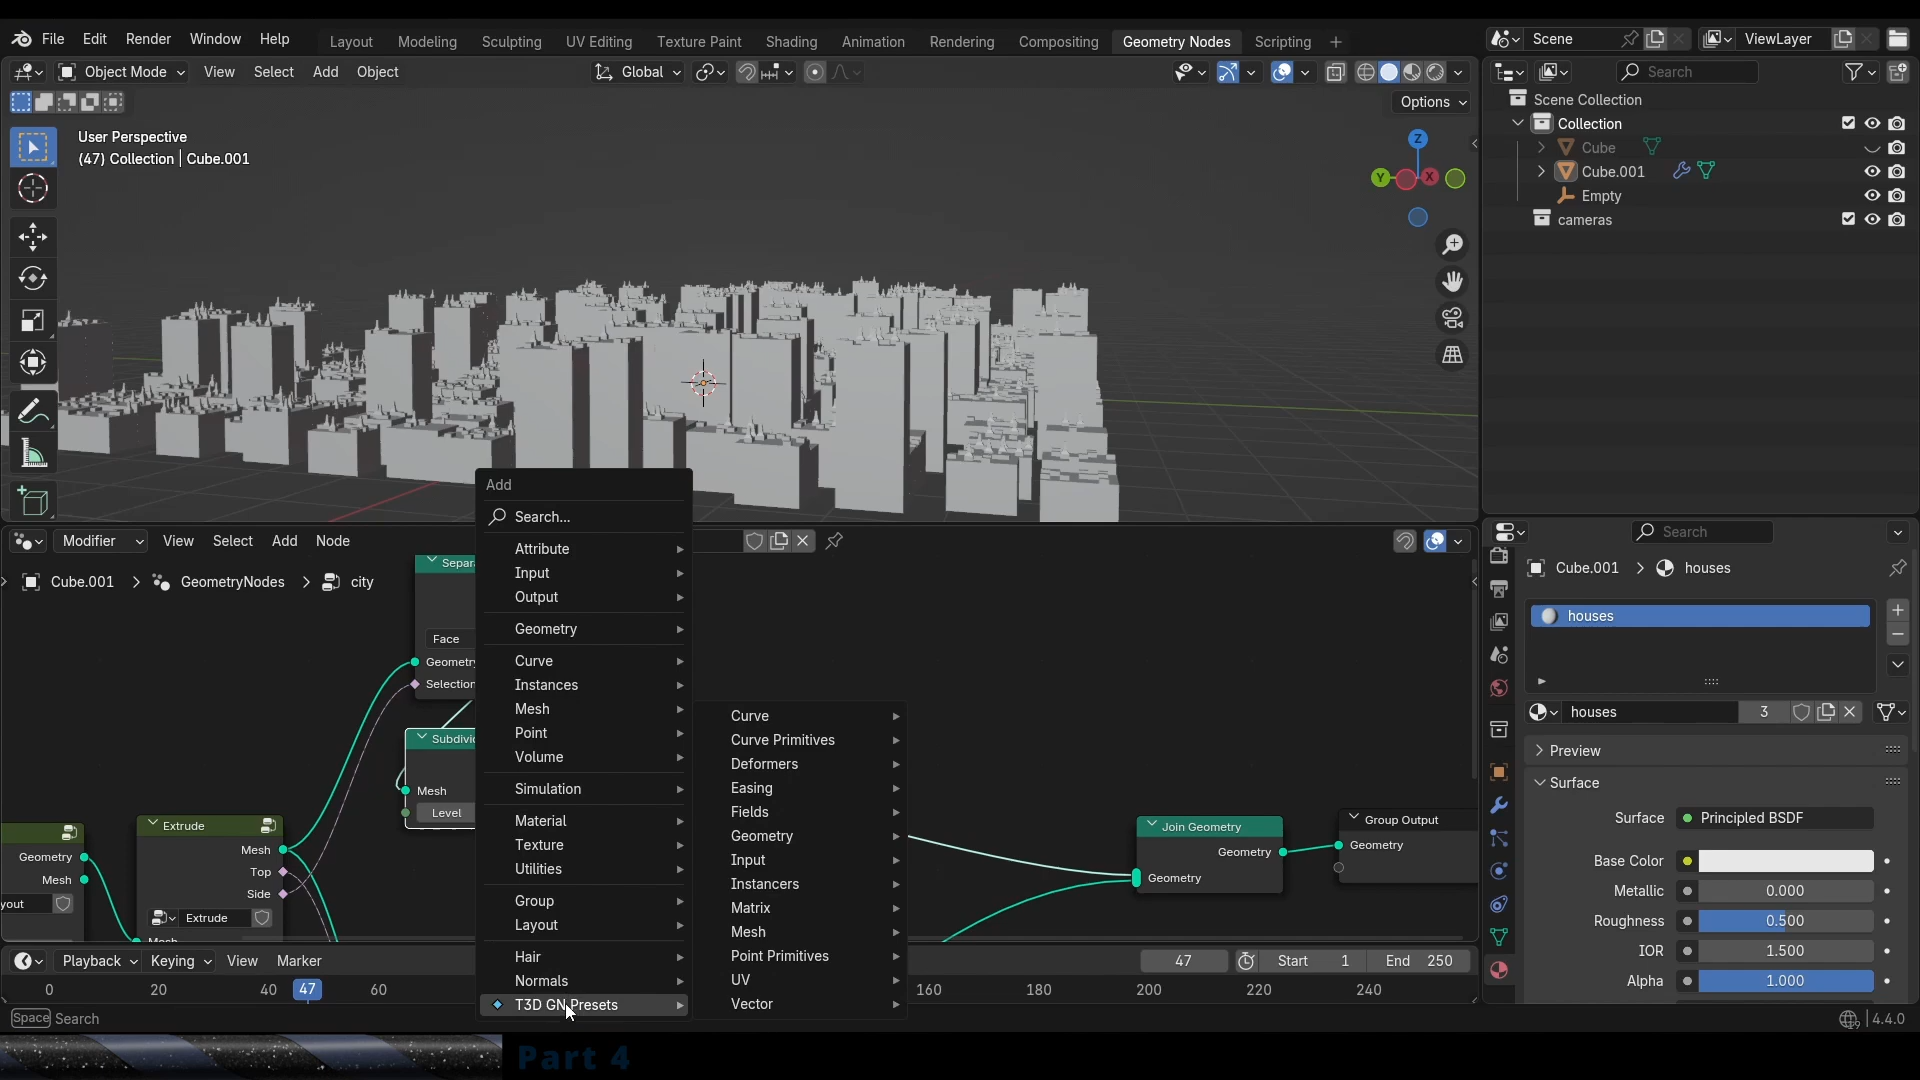 File Edit Render Window Help
Layout Modeling Sculpting UV Editing Texture Paint Shading Animation Rendering Compositing Geometry Nodes Scripting
Scene
ViewLayer
Object Mode View Select Add Object
Global
Search
Options
User Perspective
(47) Collection | Cube.001
Z
Y
X
Scene Collection
Collection
Cube
Cube.001
Empty
cameras
Modifier View Select Add Node
Cube.001 GeometryNodes city
Face
Geometry
Selection
Mesh
Level
Geometry
Mesh
Extrude
Mesh
Top
Side
Extrude
Add
Search...
Attribute
Input
Output
Geometry
Curve
Instances
Mesh
Point
Volume
Simulation
Material
Texture
Utilities
Group
Layout
Hair
Normals
T3D GN Presets
Curve
Curve Primitives
Deformers
Easing
Fields
Geometry
Input
Instancers
Matrix
Mesh
Point Primitives
UV
Vector
Join Geometry
Geometry
Geometry
Group Output
Geometry
Search
Cube.001 houses
houses
houses 3
Preview
Surface
Surface Principled BSDF
Base Color
Metallic 0.000
Roughness 0.500
IOR 1.500
Alpha 1.000
Playback Keying View Marker
47 Start 1 End 250
0 20 40 47 60 160 180 200 220 240
Space Search
4.4.0
Part 4